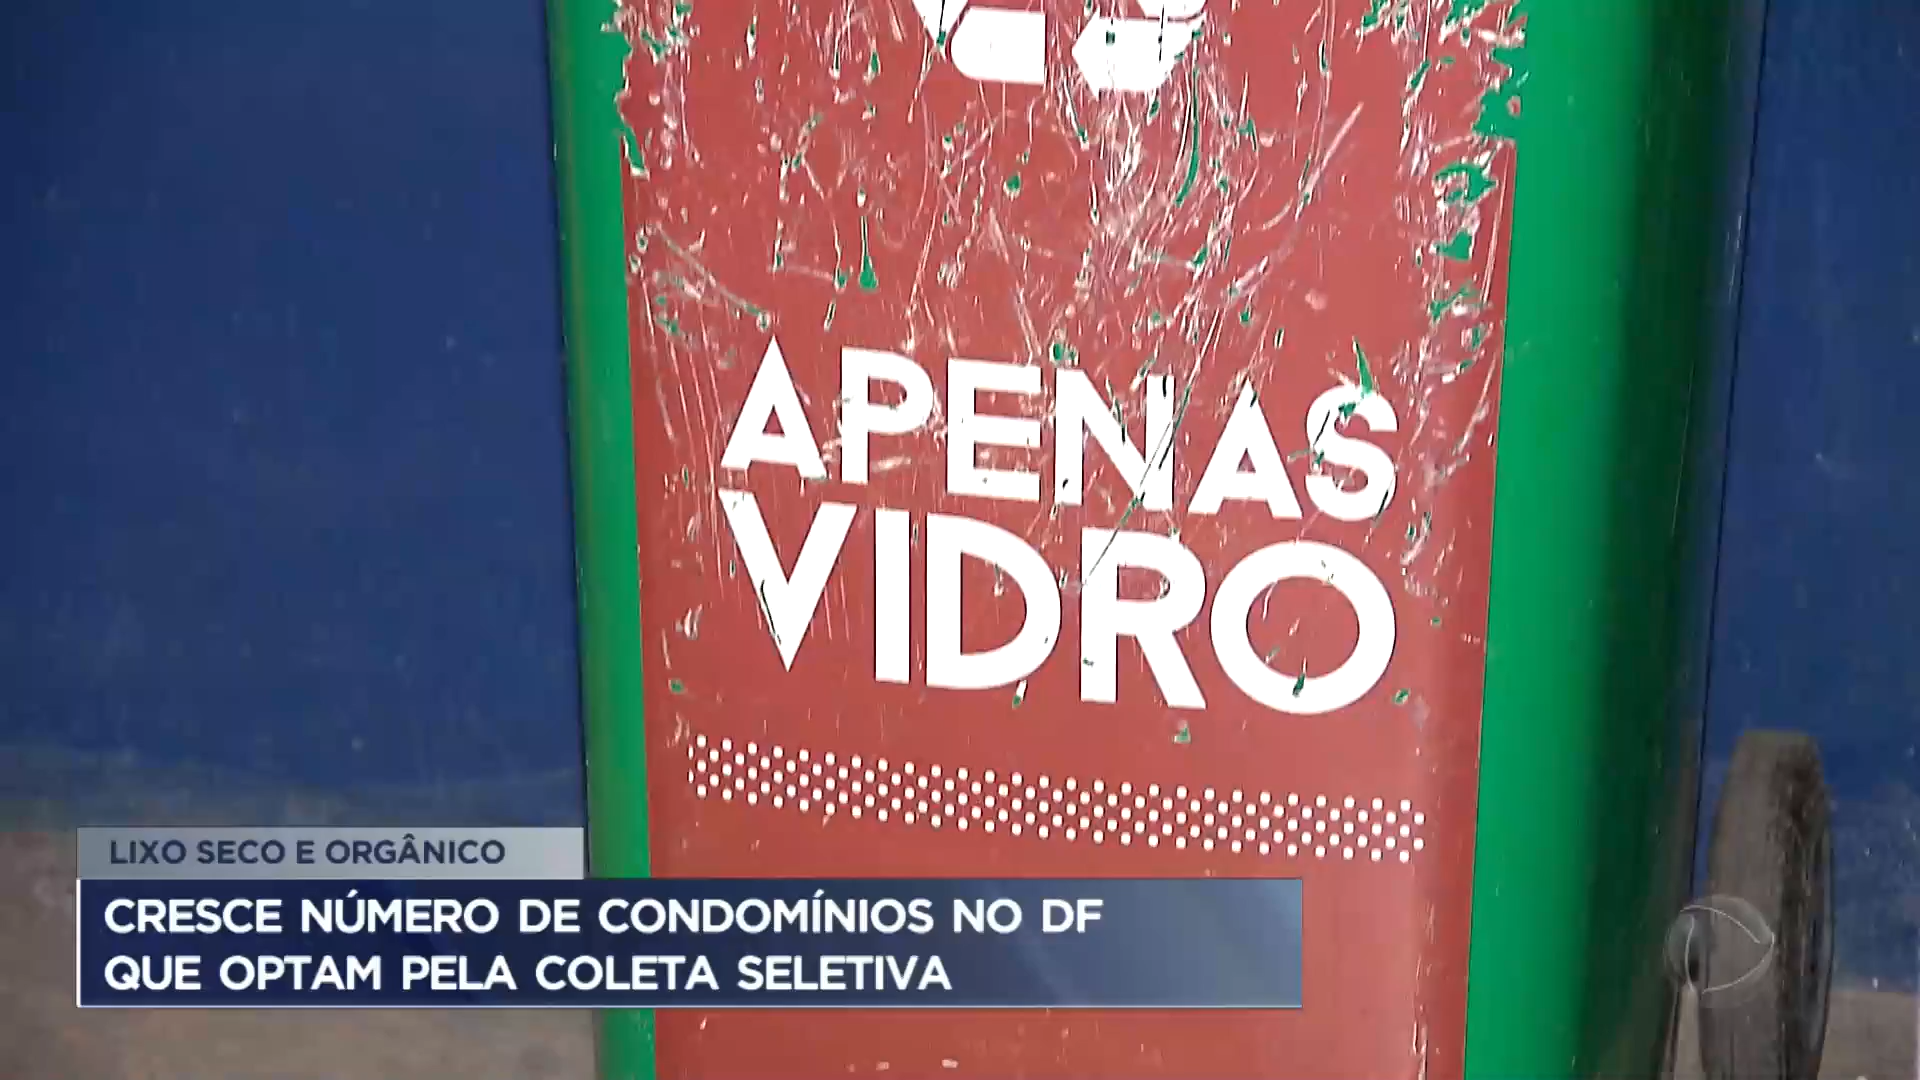 APENAS
VIDRO
LIXO SECO E ORGÂNICO
CRESCE NÚMERO DE CONDOMÍNIOS NO DF
QUE OPTAM PELA COLETA SELETIVA